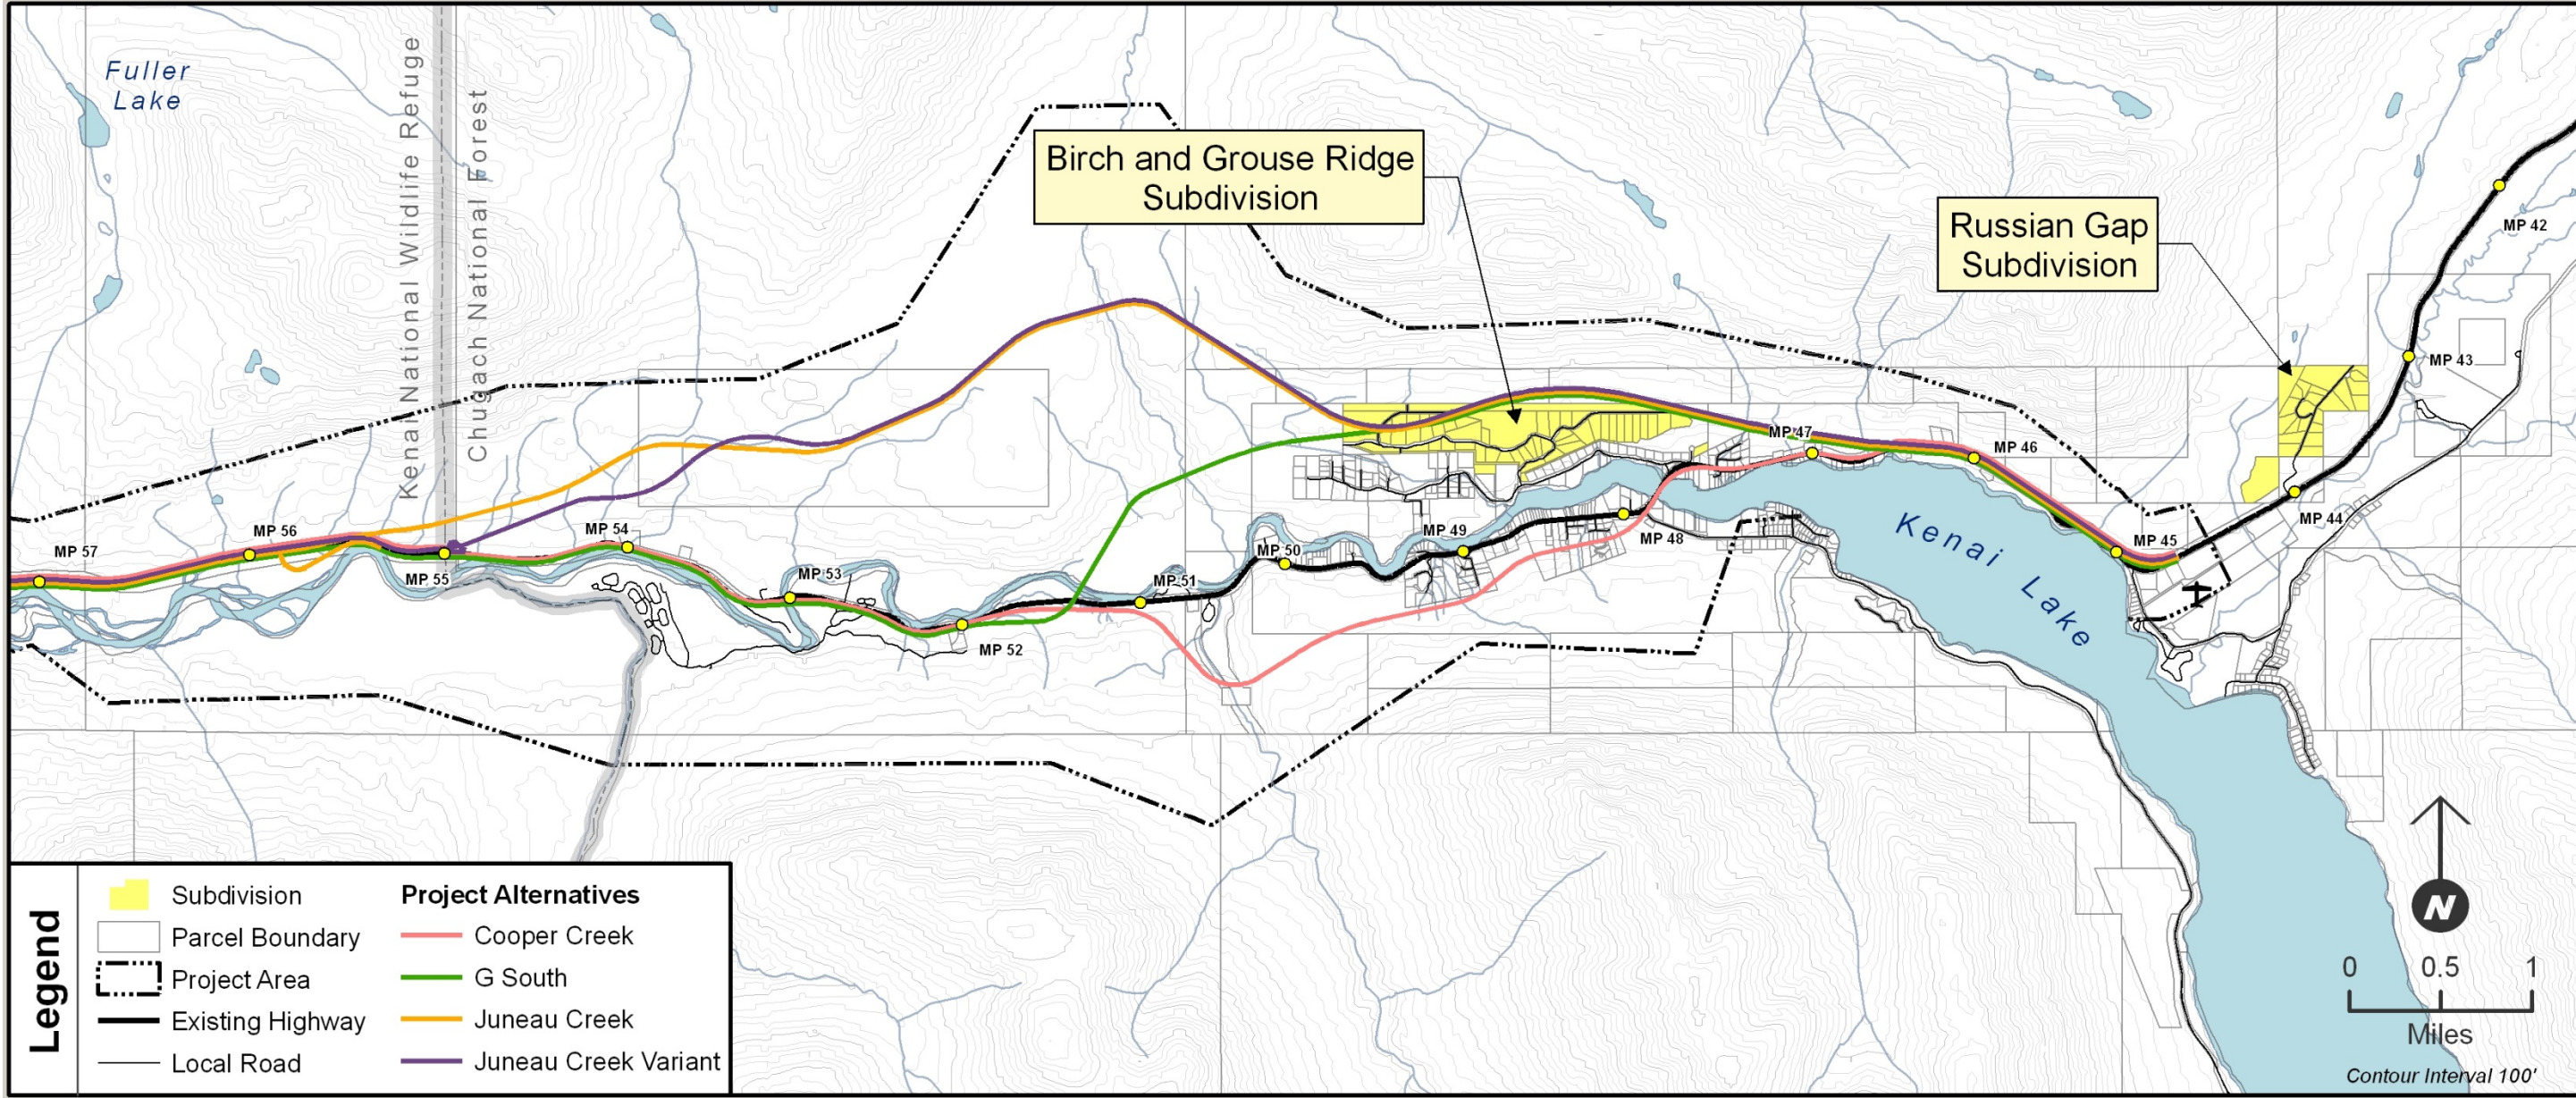 Fuller
Lake
Kenai National Wildlife Refuge
Chugach National Forest
Birch and Grouse Ridge
Subdivision
Russian Gap
Subdivision
MP 42
MP 43
MP 44
MP 45
MP 46
MP 47
MP 48
MP 49
MP 50
MP 51
MP 52
MP 53
MP 54
MP 55
MP 56
MP 57
Kenai Lake
Legend
Subdivision
Parcel Boundary
Project Area
Existing Highway
Local Road
Project Alternatives
Cooper Creek
G South
Juneau Creek
Juneau Creek Variant
N
0 0.5 1
Miles
Contour Interval 100'